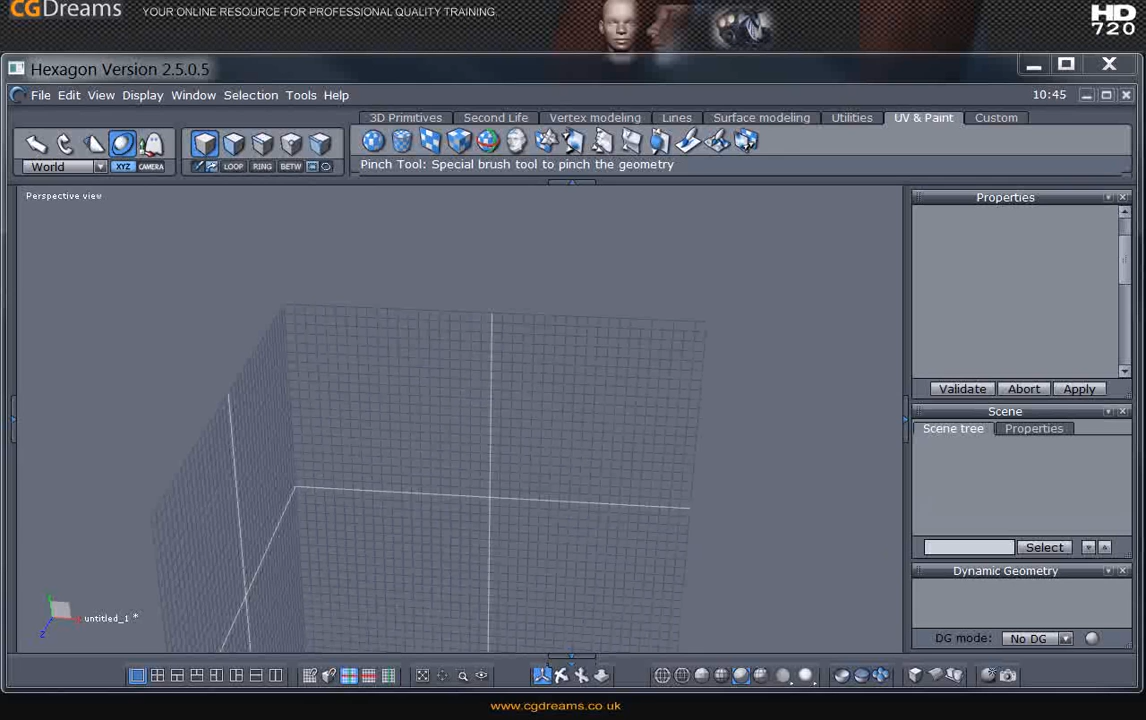 CGDreams YOUR ONLINE RESOURCE FOR PROFESSIONAL QUALITY TRAINING.
HD
720
Hexagon Version 2.5.0.5
File Edit View Display Window Selection Tools Help 10:45
3D Primitives Second Life Vertex modeling Lines Surface modeling Utilities UV & Paint Custom
World XYZ CAMERA LOOP RING BETW
Pinch Tool: Special brush tool to pinch the geometry
Perspective view
Properties
Validate Abort Apply
Scene
Scene tree Properties
Select
Dynamic Geometry
DG mode: No DG
Z
untitled_1 *
www.cgdreams.co.uk